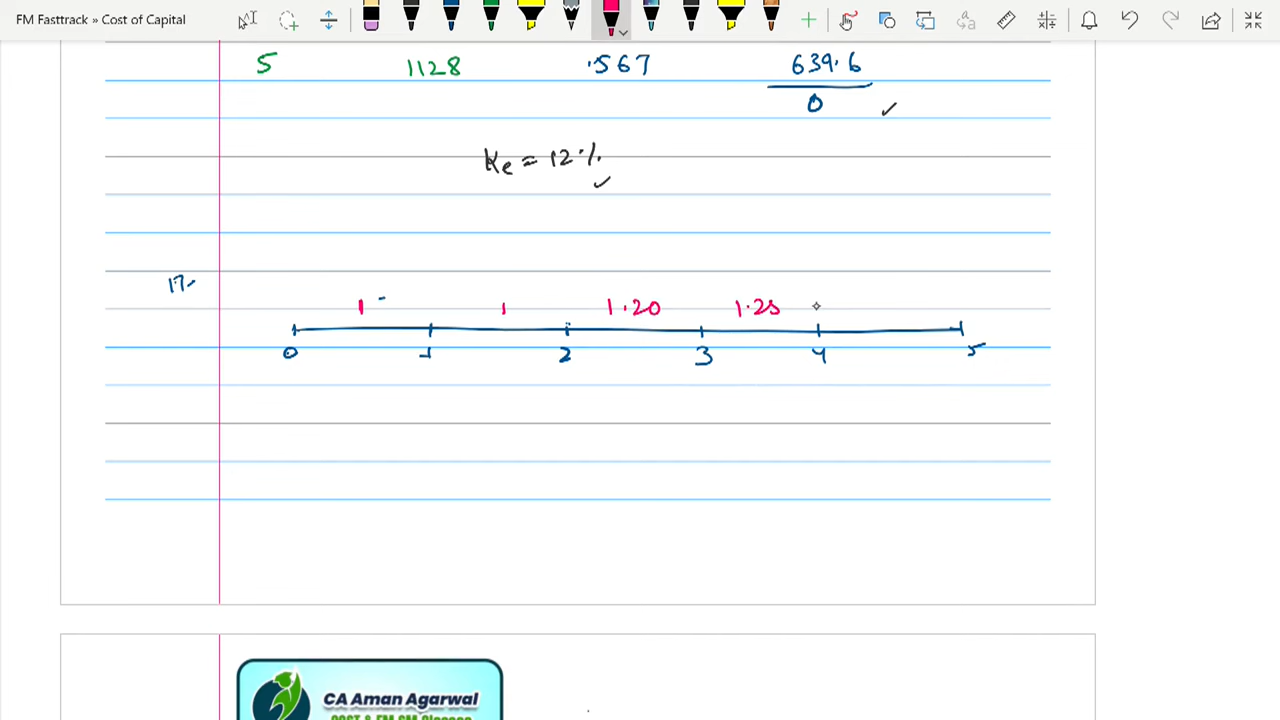 FM Fasttrack » Cost of Capital
5 1128 .567 639.6
0 ✓
Ke = 12% ✓
17.
1 1 1.20 1.25
0 1 2 3 4 5
CA Aman Agarwal